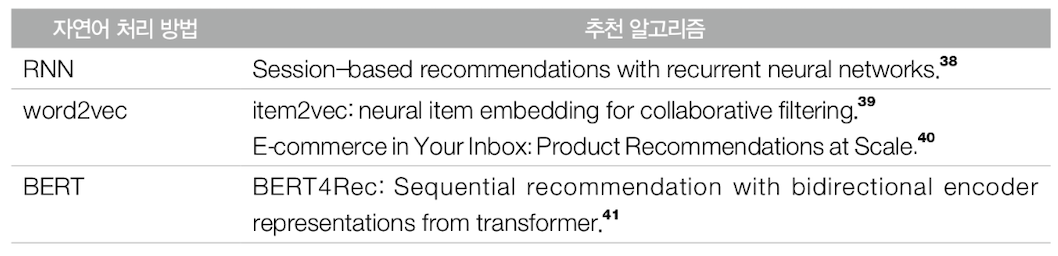 자연어 처리 방법 추천 알고리즘
RNN Session-based recommendations with recurrent neural networks.38
word2vec item2vec: neural item embedding for collaborative filtering.39
E-commerce in Your Inbox: Product Recommendations at Scale.40
BERT BERT4Rec: Sequential recommendation with bidirectional encoder
representations from transformer.41